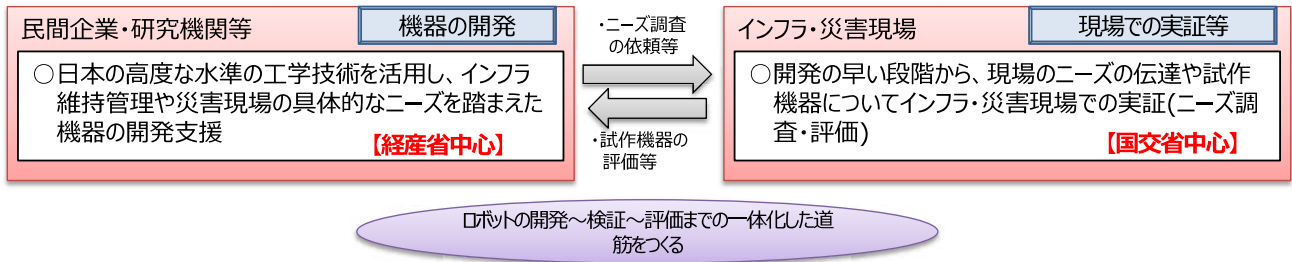 民間企業・研究機関等
機器の開発
○日本の高度な水準の工学技術を活用し、インフラ
維持管理や災害現場の具体的なニーズを踏まえた
機器の開発支援
【経産省中心】
・ニーズ調査
の依頼等
・試作機器の
評価等
インフラ・災害現場
現場での実証等
○開発の早い段階から、現場のニーズの伝達や試作
機器についてインフラ・災害現場での実証(ニーズ調
査・評価)
【国交省中心】
ロボットの開発～検証～評価までの一体化した道
筋をつくる